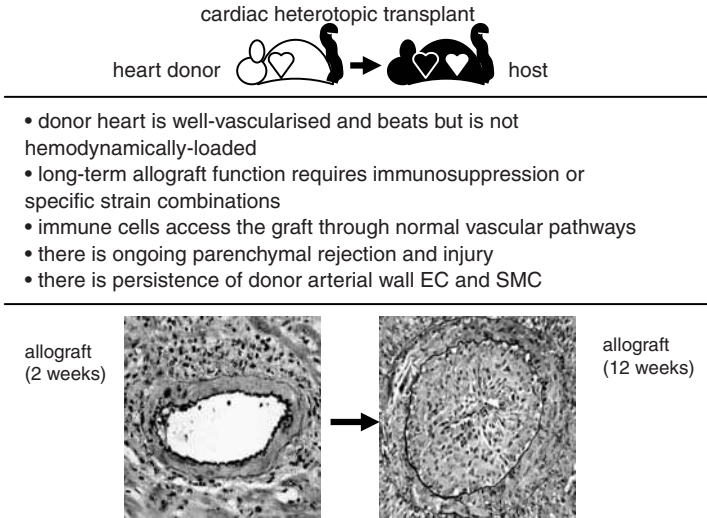 cardiac heterotopic transplant
heart donor
host
• donor heart is well-vascularised and beats but is not
hemodynamically-loaded
• long-term allograft function requires immunosuppression or
specific strain combinations
• immune cells access the graft through normal vascular pathways
• there is ongoing parenchymal rejection and injury
• there is persistence of donor arterial wall EC and SMC
allograft
(2 weeks)
allograft
(12 weeks)